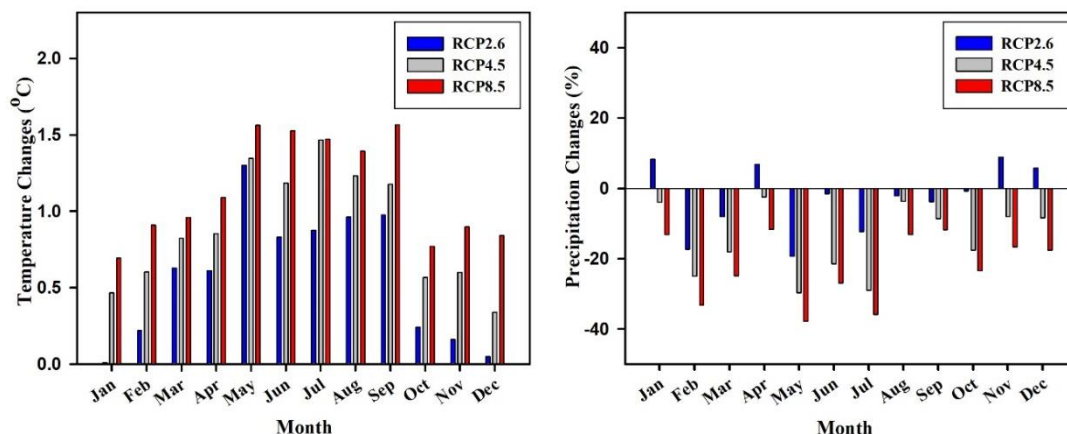 Temperature Changes (°C)
2.0
1.5
1.0
0.5
0.0
RCP2.6
RCP4.5
RCP8.5
Jan Feb Mar Apr May Jun Jul Aug Sep Oct Nov Dec
Month
Precipitation Changes (%)
40
20
0
-20
-40
RCP2.6
RCP4.5
RCP8.5
Jan Feb Mar Apr May Jun Jul Aug Sep Oct Nov Dec
Month